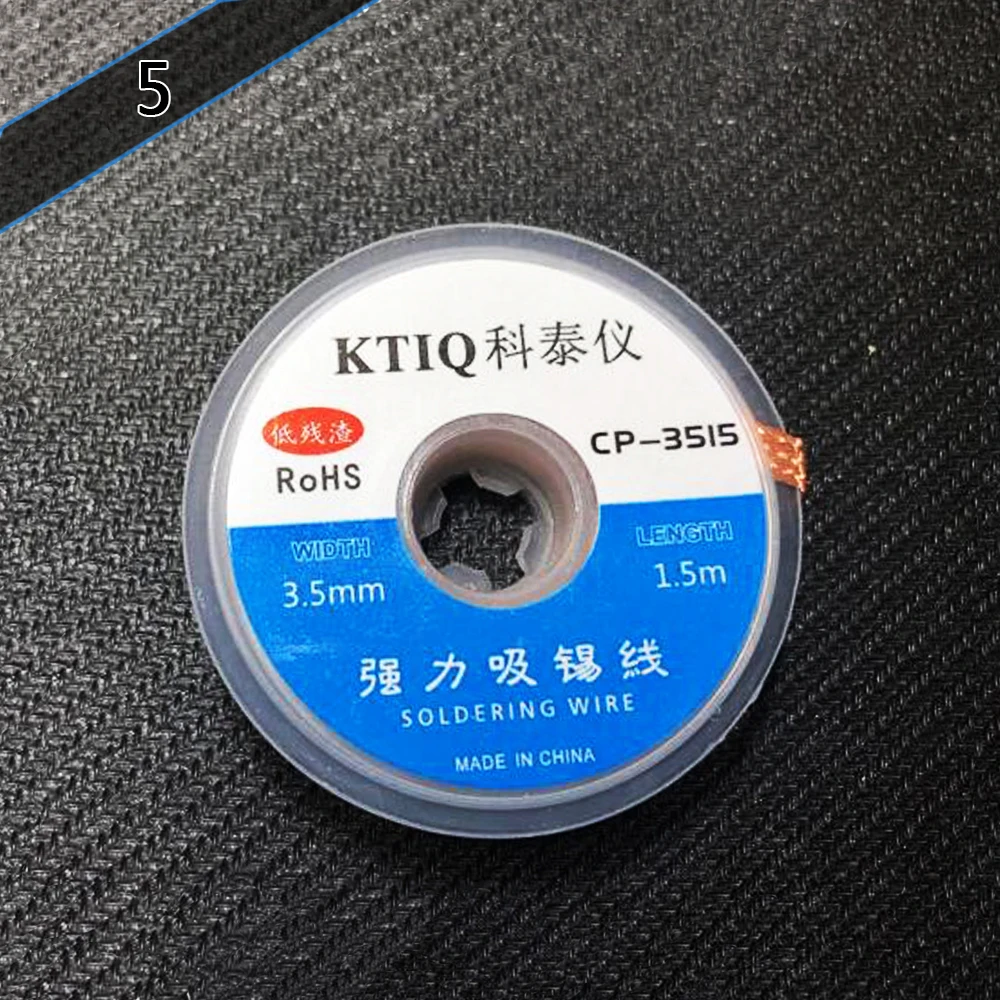 5
KTIQ科泰仪
低残渣
RoHS
CP-3515
WIDTH
3.5mm
LENGTH
1.5m
强力吸锡線
SOLDERING WIRE
MADE IN CHINA